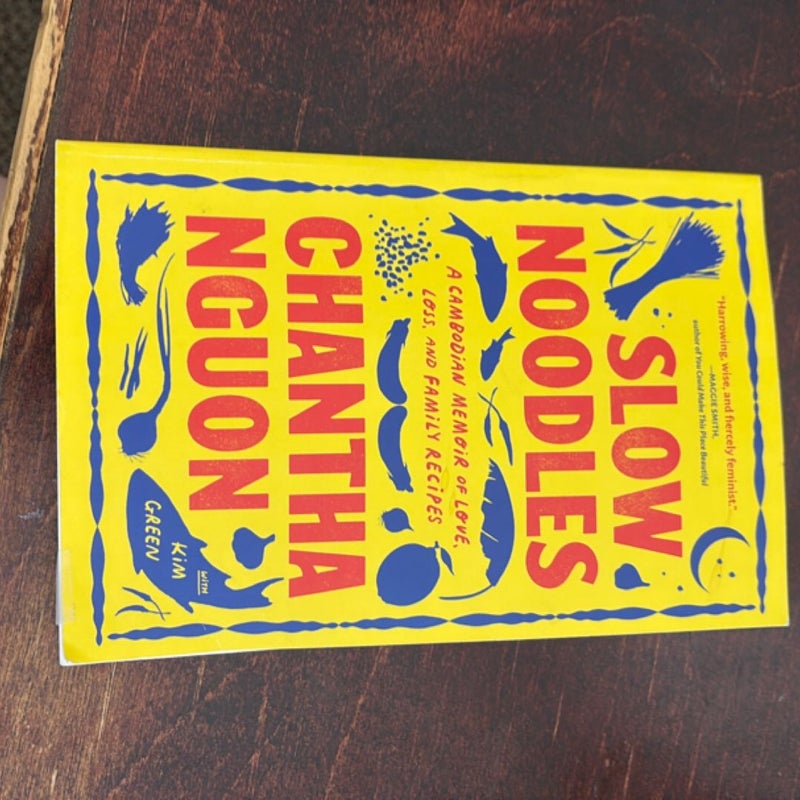 "Harrowing, wise, and fiercely feminist."
—MAGGIE SMITH,
author of You Could Make This Place Beautiful
SLOW
NOODLES
A CAMBODIAN MEMOIR OF LOVE,
LOSS, AND FAMILY RECIPES
CHANTHA
NGUON
WITH
KIM
GREEN